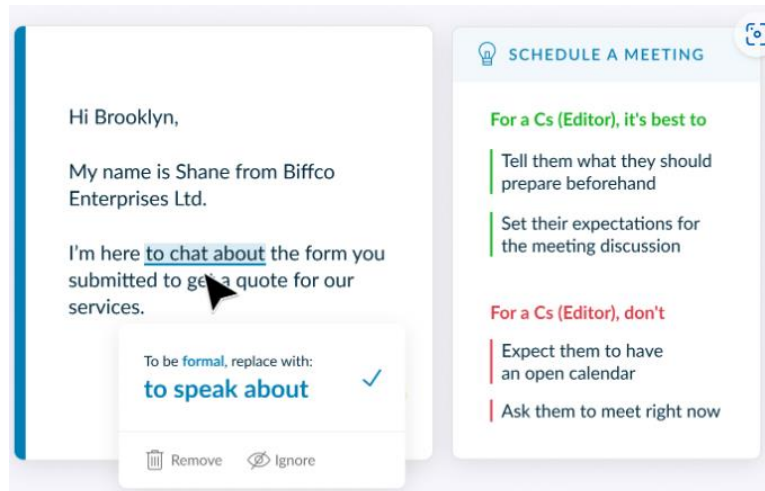 Hi Brooklyn,
My name is Shane from Biffco
Enterprises Ltd.
I'm here to chat about the form you
submitted to get a quote for our
services.
To be formal, replace with:
to speak about
Remove
Ignore
SCHEDULE A MEETING
For a Cs (Editor), it's best to
Tell them what they should
prepare beforehand
Set their expectations for
the meeting discussion
For a Cs (Editor), don't
Expect them to have
an open calendar
Ask them to meet right now